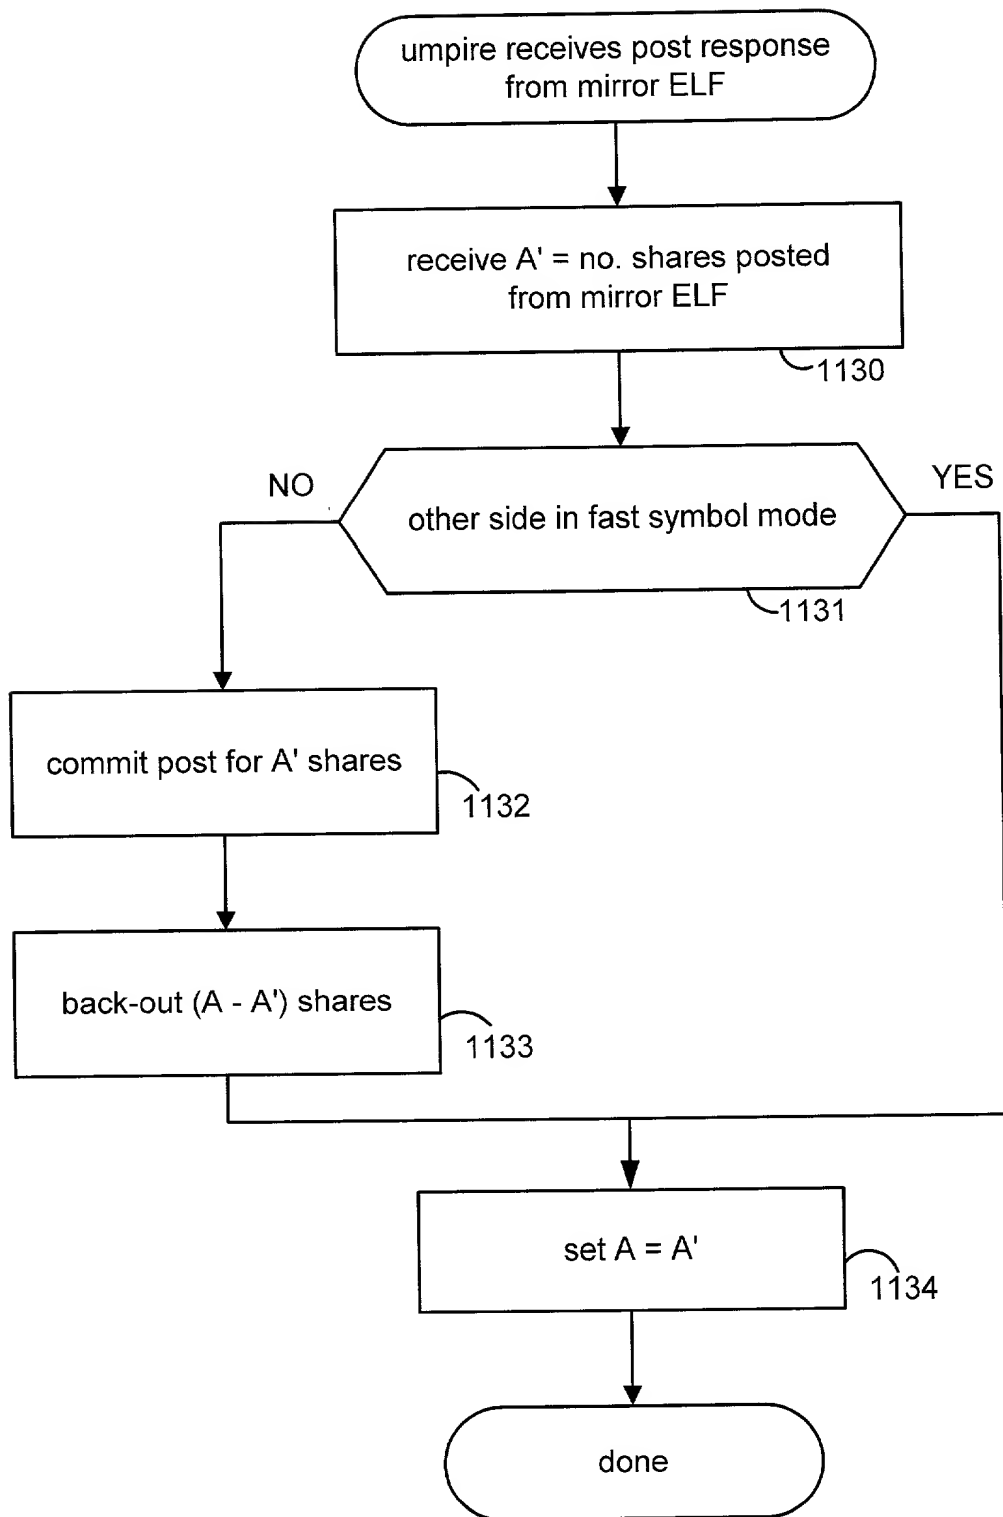 umpire receives post response
from mirror ELF
receive A' = no. shares posted
from mirror ELF
1130
NO
YES
other side in fast symbol mode
1131
commit post for A' shares
1132
back-out (A - A') shares
1133
set A = A'
1134
done